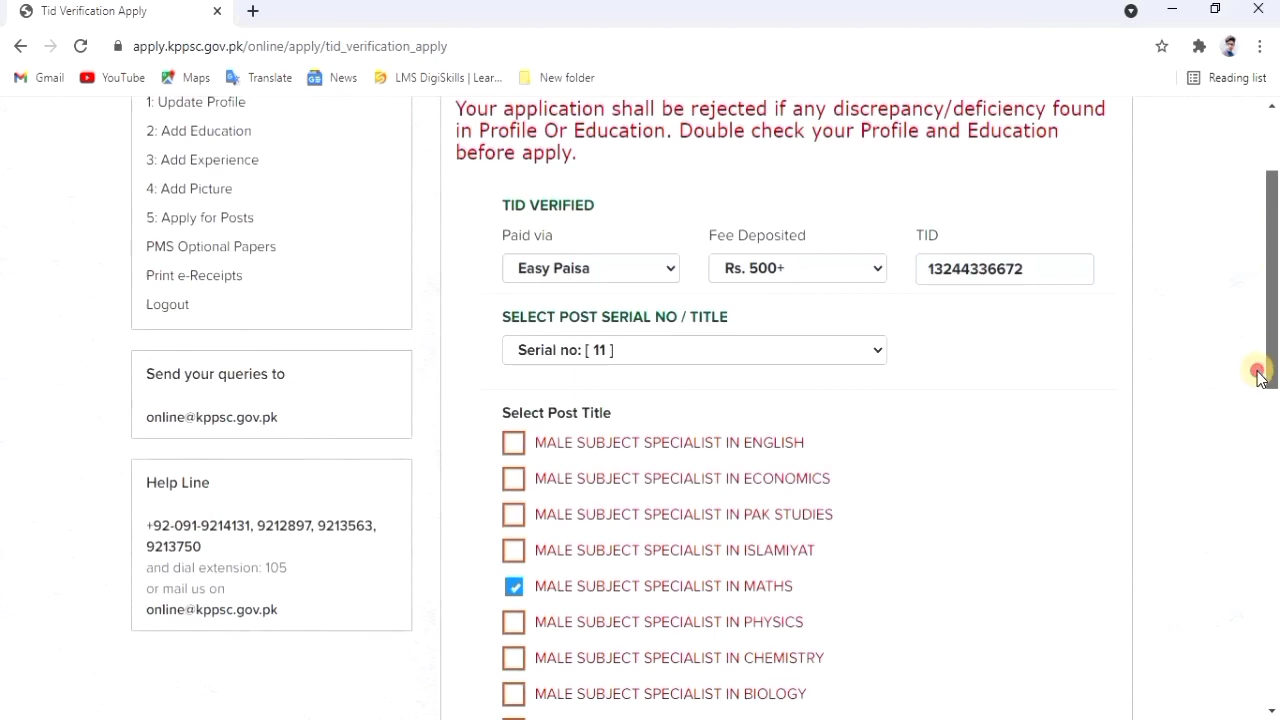 Tid Verification Apply
apply.kppsc.gov.pk/online/apply/tid_verification_apply
Gmail YouTube Maps Translate News LMS DigiSkills | Lear... New folder Reading list
1: Update Profile
2: Add Education
3: Add Experience
4: Add Picture
5: Apply for Posts
PMS Optional Papers
Print e-Receipts
Logout
Send your queries to
online@kppsc.gov.pk
Help Line
+92-091-9214131, 9212897, 9213563,
9213750
and dial extension: 105
or mail us on
online@kppsc.gov.pk
Your application shall be rejected if any discrepancy/deficiency found
in Profile Or Education. Double check your Profile and Education
before apply.
TID VERIFIED
Paid via Fee Deposited TID
Easy Paisa Rs. 500+ 13244336672
SELECT POST SERIAL NO / TITLE
Serial no: [ 11 ]
Select Post Title
MALE SUBJECT SPECIALIST IN ENGLISH
MALE SUBJECT SPECIALIST IN ECONOMICS
MALE SUBJECT SPECIALIST IN PAK STUDIES
MALE SUBJECT SPECIALIST IN ISLAMIYAT
MALE SUBJECT SPECIALIST IN MATHS
MALE SUBJECT SPECIALIST IN PHYSICS
MALE SUBJECT SPECIALIST IN CHEMISTRY
MALE SUBJECT SPECIALIST IN BIOLOGY